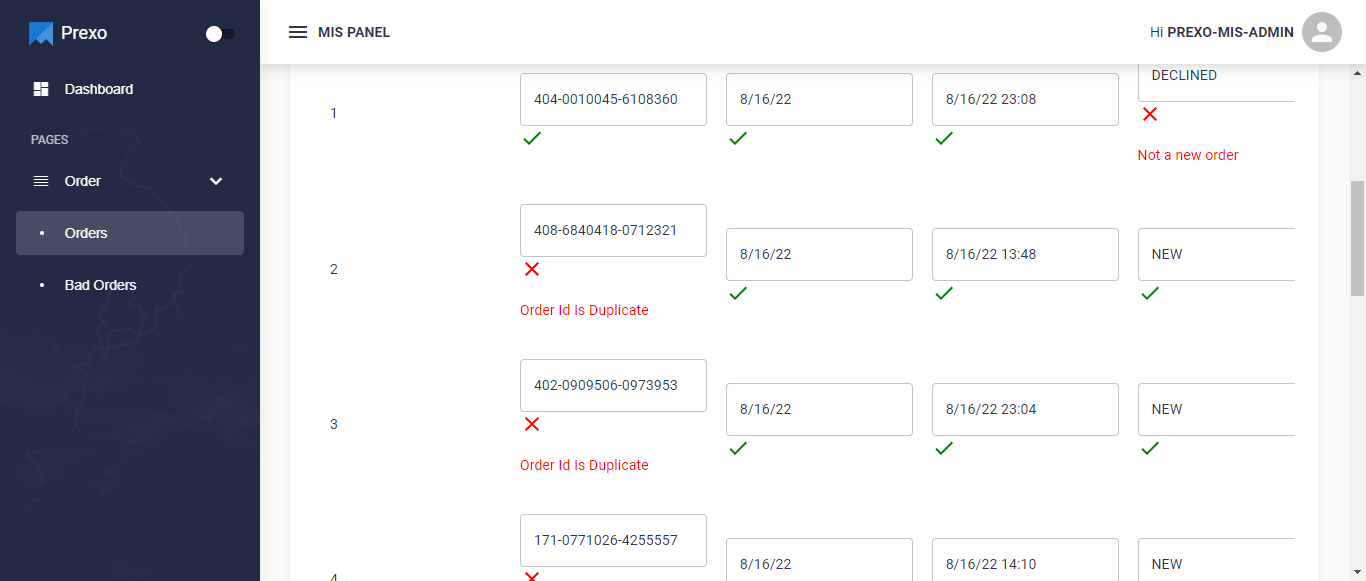 Prexo
MIS PANEL
Hi PREXO-MIS-ADMIN
Dashboard
PAGES
Order
Orders
Bad Orders
1
404-0010045-6108360
8/16/22
8/16/22 23:08
DECLINED
Not a new order
2
408-6840418-0712321
8/16/22
8/16/22 13:48
NEW
Order Id Is Duplicate
3
402-0909506-0973953
8/16/22
8/16/22 23:04
NEW
Order Id Is Duplicate
4
171-0771026-4255557
8/16/22
8/16/22 14:10
NEW